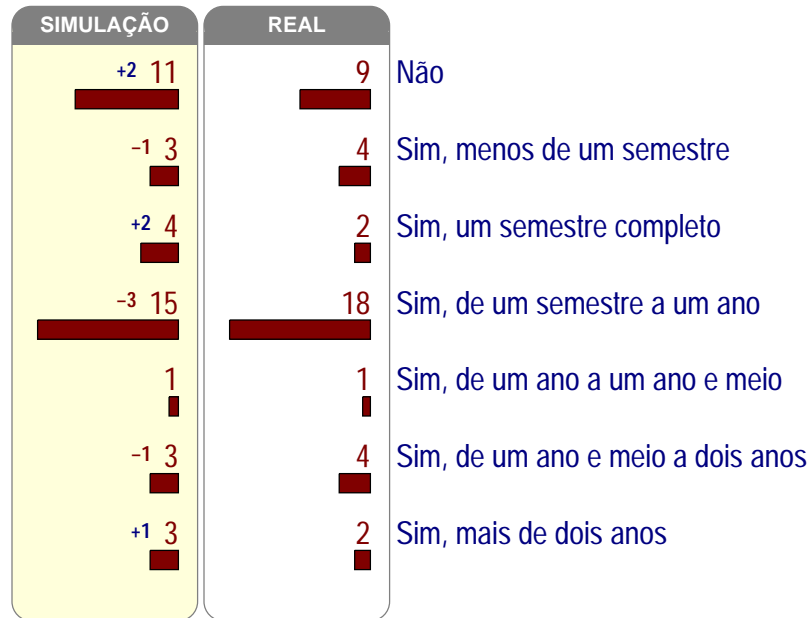 SIMULAÇÃO REAL
+2 11 9 Não
−1 3 4 Sim, menos de um semestre
+2 4 2 Sim, um semestre completo
−3 15 18 Sim, de um semestre a um ano
1 1 Sim, de um ano a um ano e meio
−1 3 4 Sim, de um ano e meio a dois anos
+1 3 2 Sim, mais de dois anos